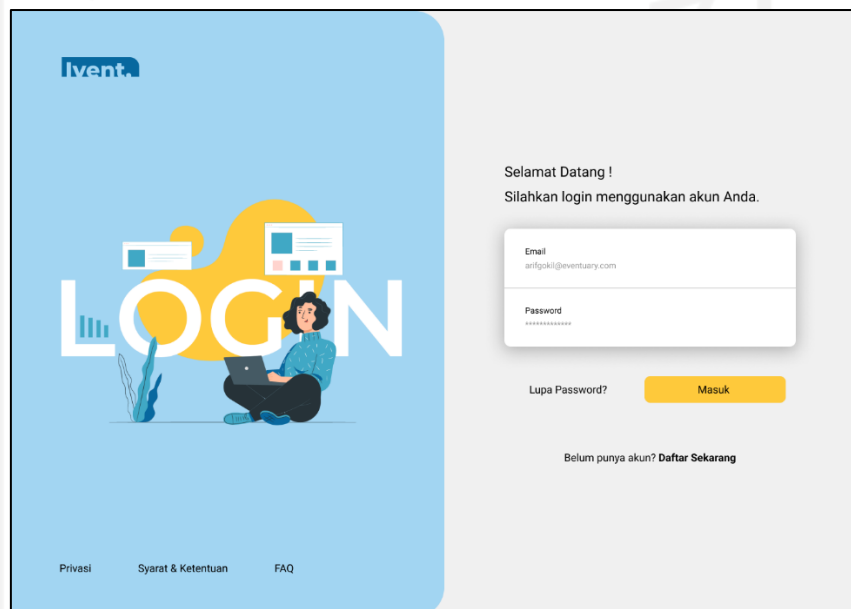 Ivent.
LOGIN
Privasi Syarat & Ketentuan FAQ
Selamat Datang !
Silahkan login menggunakan akun Anda.
Email
arifgokil@eventuary.com
Password
*************
Lupa Password? Masuk
Belum punya akun? Daftar Sekarang